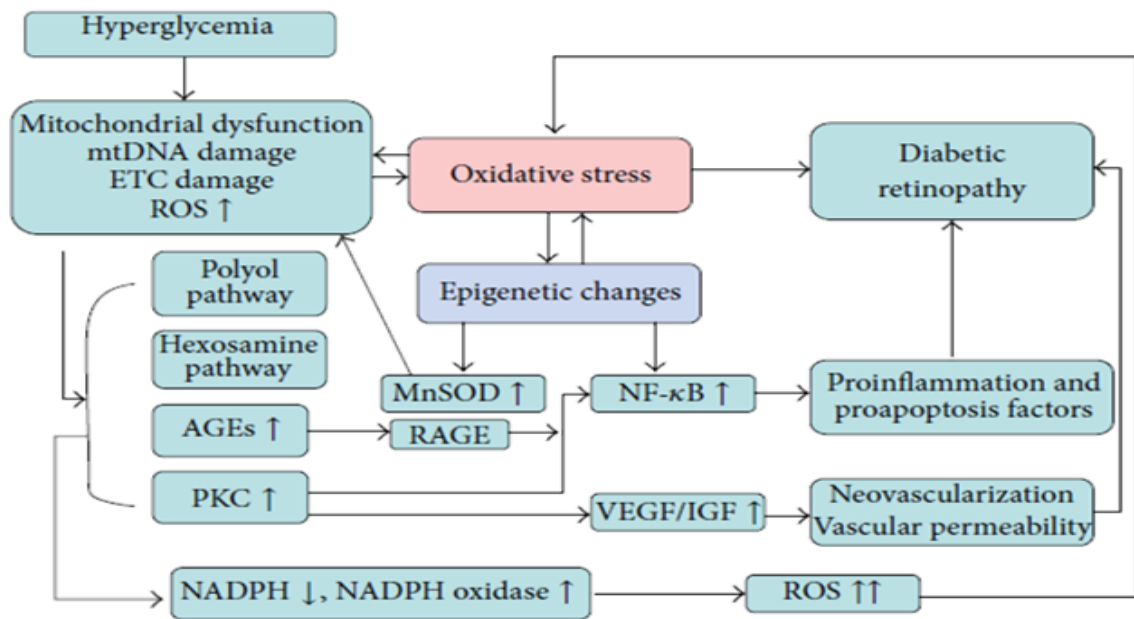 Hyperglycemia
Mitochondrial dysfunction
mtDNA damage
ETC damage
ROS ↑
Oxidative stress
Diabetic
retinopathy
Epigenetic changes
Polyol
pathway
Hexosamine
pathway
MnSOD ↑
NF-κB ↑
Proinflammation and
proapoptosis factors
AGEs ↑
RAGE
PKC ↑
VEGF/IGF ↑
Neovascularization
Vascular permeability
NADPH ↓, NADPH oxidase ↑
ROS ↑↑